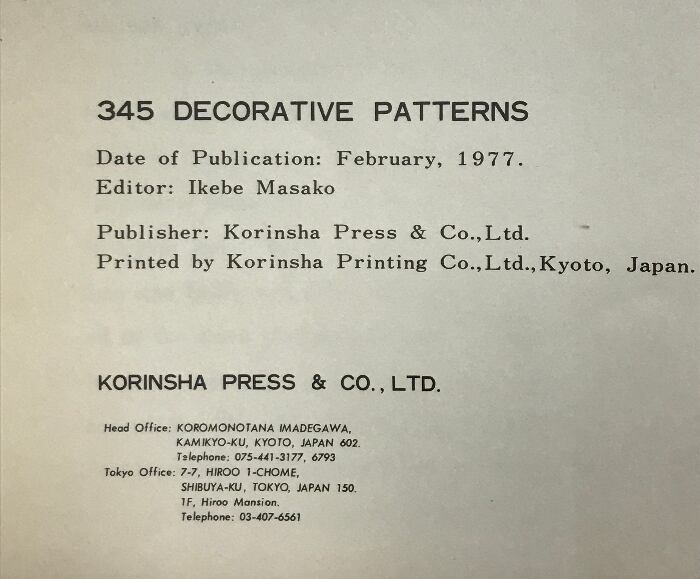 345 DECORATIVE PATTERNS
Date of Publication: February, 1977.
Editor: Ikebe Masako
Publisher: Korinsha Press & Co.,Ltd.
Printed by Korinsha Printing Co.,Ltd.,Kyoto, Japan.
KORINSHA PRESS & CO., LTD.
Head Office: KOROMONOTANA IMADEGAWA,
KAMIKYO-KU, KYOTO, JAPAN 602.
Telephone: 075-441-3177, 6793
Tokyo Office: 7-7, HIROO 1-CHOME,
SHIBUYA-KU, TOKYO, JAPAN 150.
1F, Hiroo Mansion.
Telephone: 03-407-6561